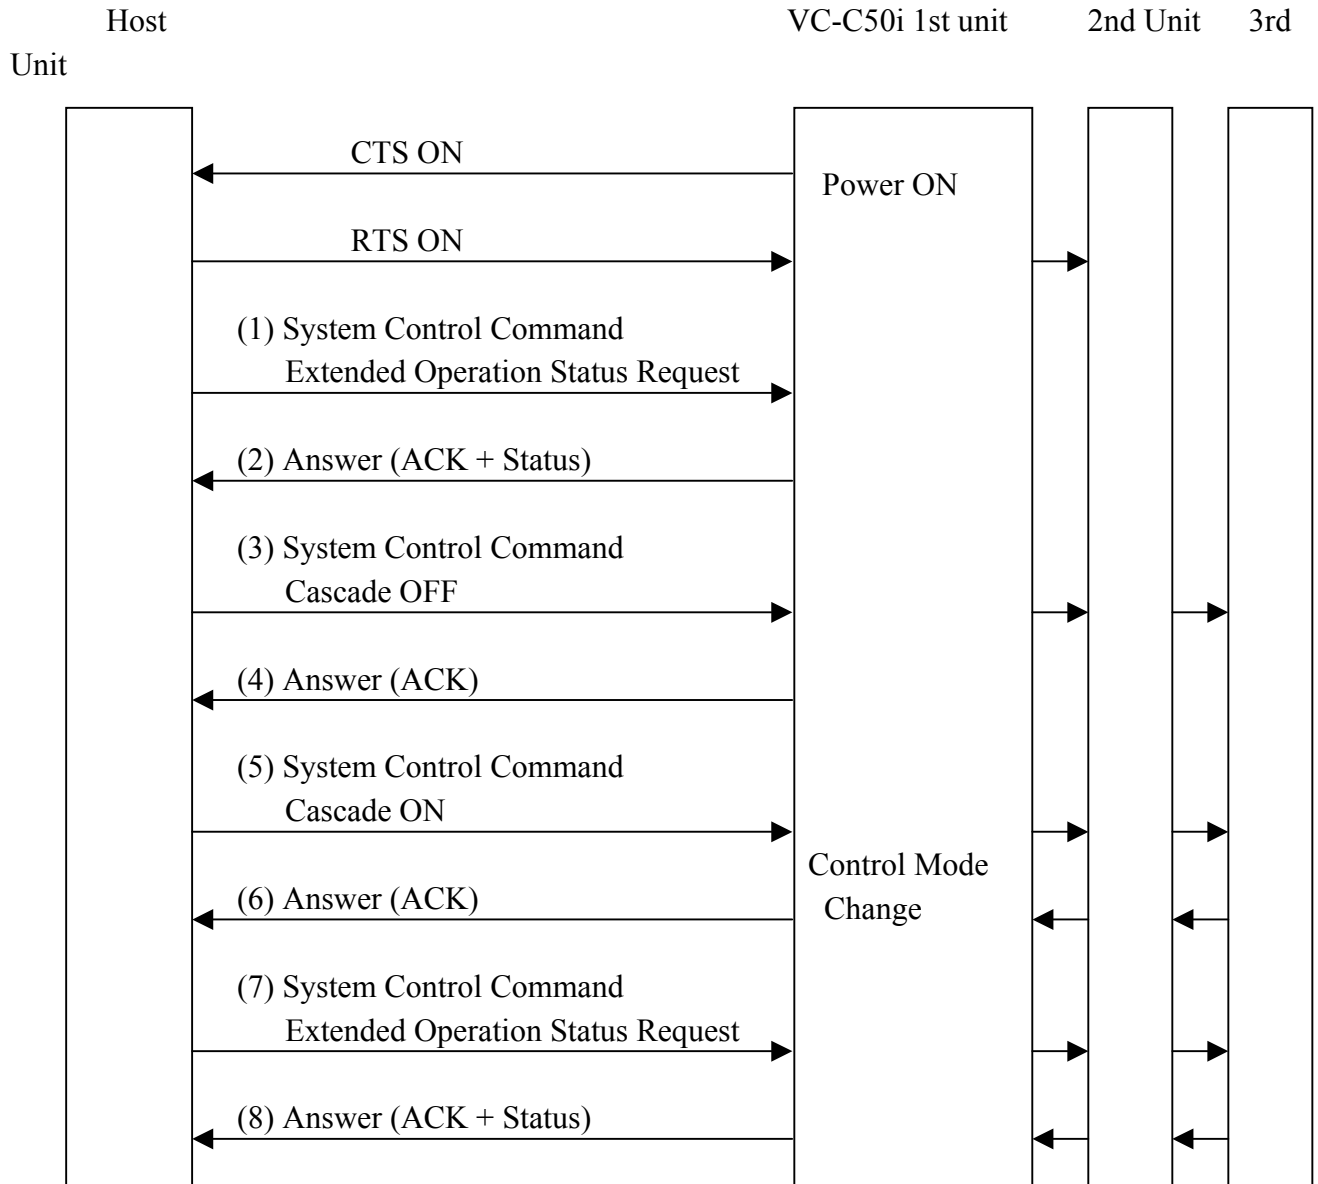 Host VC-C50i 1st unit 2nd Unit 3rd
Unit
CTS ON
Power ON
RTS ON
(1) System Control Command
Extended Operation Status Request
(2) Answer (ACK + Status)
(3) System Control Command
Cascade OFF
(4) Answer (ACK)
(5) System Control Command
Cascade ON
Control Mode
Change
(6) Answer (ACK)
(7) System Control Command
Extended Operation Status Request
(8) Answer (ACK + Status)